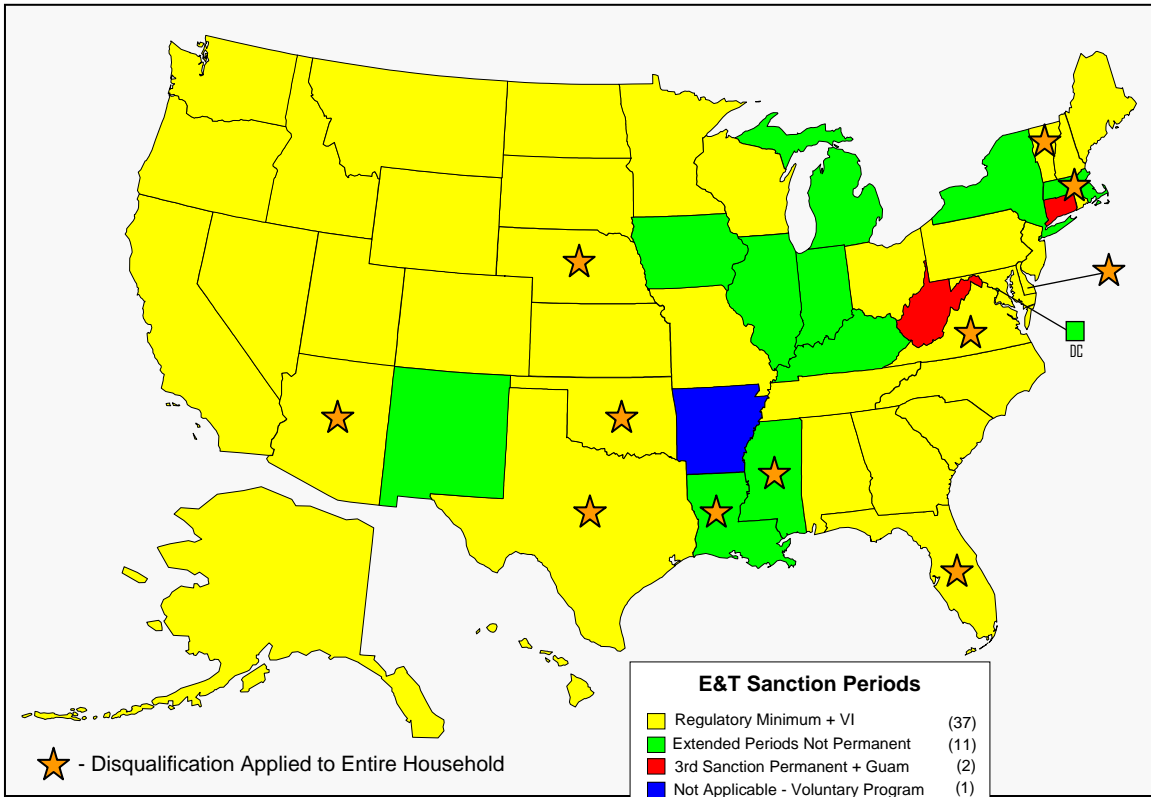 DC
E&T Sanction Periods
Regulatory Minimum + VI (37)
Extended Periods Not Permanent (11)
3rd Sanction Permanent + Guam (2)
Not Applicable - Voluntary Program (1)
- Disqualification Applied to Entire Household